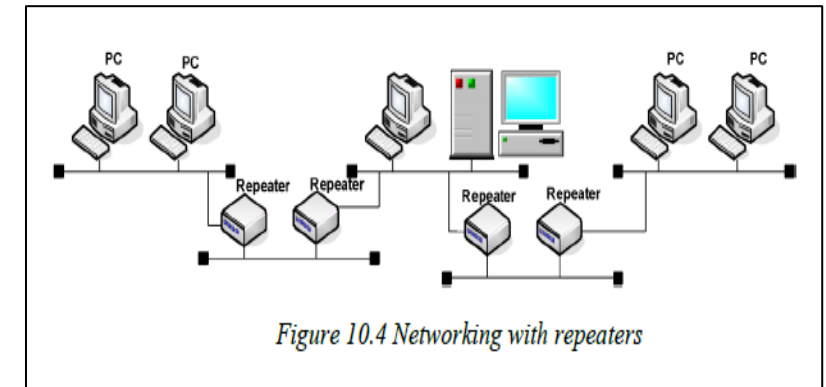 PC PC PC PC
Repeater Repeater Repeater Repeater
Figure 10.4 Networking with repeaters